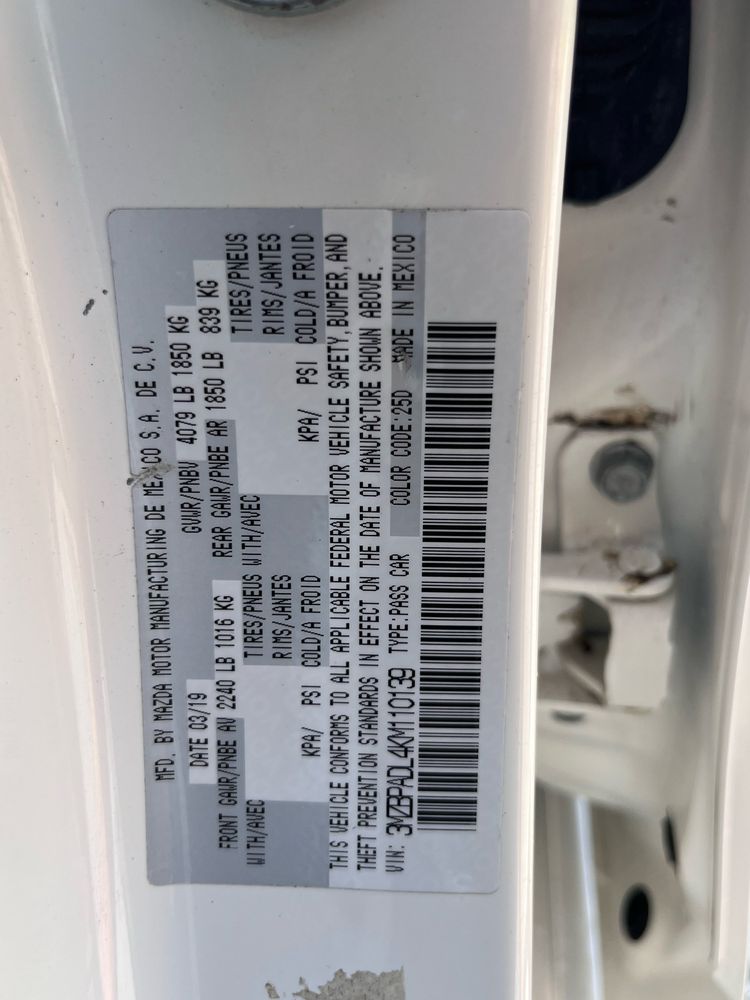 MFD. BY MAZDA MOTOR MANUFACTURING DE MEXICO S.A. DE C.V.
DATE 03/19 GVWR/PNBV 4079 LB 1850 KG
FRONT GAWR/PNBE AV 2240 LB 1016 KG REAR GAWR/PNBE AR 1850 LB 839 KG
WITH/AVEC TIRES/PNEUS WITH/AVEC TIRES/PNEUS
RIMS/JANTES RIMS/JANTES
KPA/ PSI COLD/A FROID KPA/ PSI COLD/A FROID
THIS VEHICLE CONFORMS TO ALL APPLICABLE FEDERAL MOTOR VEHICLE SAFETY, BUMPER, AND
THEFT PREVENTION STANDARDS IN EFFECT ON THE DATE OF MANUFACTURE SHOWN ABOVE.
VIN: 3MZBPADL4KM110139 TYPE:PASS CAR COLOR CODE:25D MADE IN MEXICO